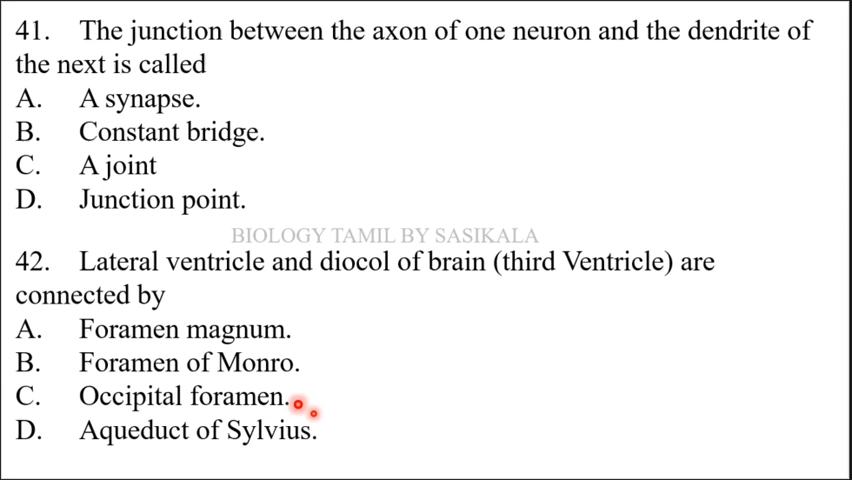 41. The junction between the axon of one neuron and the dendrite of
the next is called
A. A synapse.
B. Constant bridge.
C. A joint
D. Junction point.
BIOLOGY TAMIL BY SASIKALA
42. Lateral ventricle and diocol of brain (third Ventricle) are
connected by
A. Foramen magnum.
B. Foramen of Monro.
C. Occipital foramen.
D. Aqueduct of Sylvius.